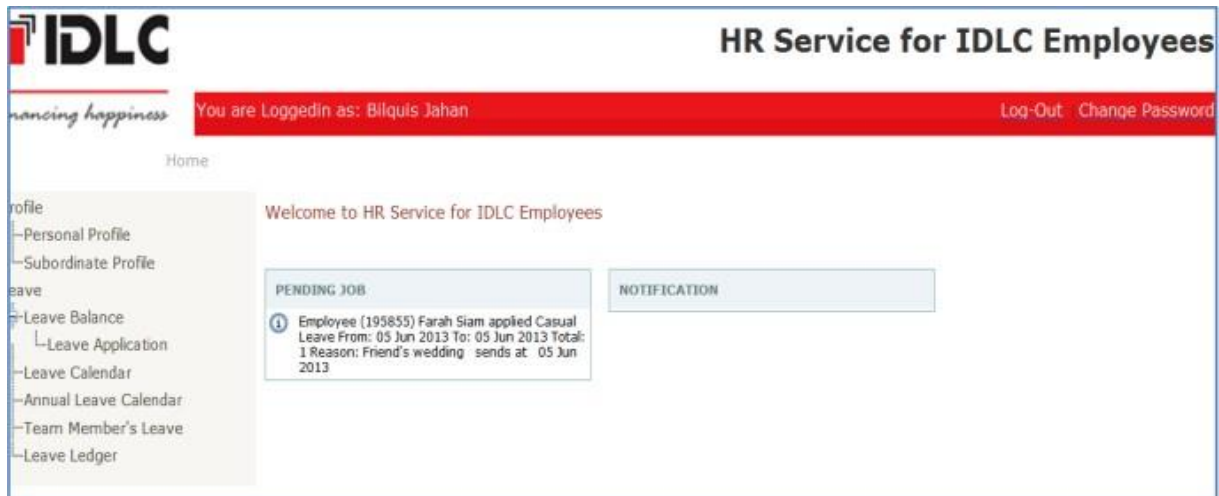 IDLC
HR Service for IDLC Employees
nancing happiness
You are Loggedin as: Bilquis Jahan
Log-Out Change Password
Home
rofile
Personal Profile
Subordinate Profile
eave
Leave Balance
Leave Application
Leave Calendar
Annual Leave Calendar
Team Member's Leave
Leave Ledger
Welcome to HR Service for IDLC Employees
PENDING JOB
Employee (195855) Farah Siam applied Casual
Leave From: 05 Jun 2013 To: 05 Jun 2013 Total:
1 Reason: Friend's wedding sends at 05 Jun
2013
NOTIFICATION